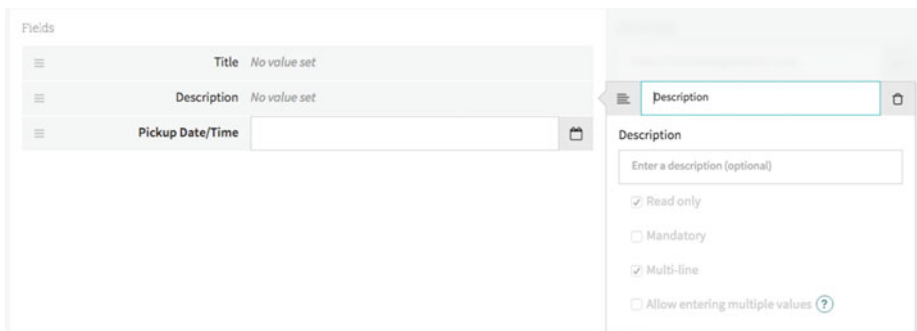 Fields
Title No value set
Description No value set
Pickup Date/Time
Description
Description
Enter a description (optional)
Read only
Mandatory
Multi-line
Allow entering multiple values ?